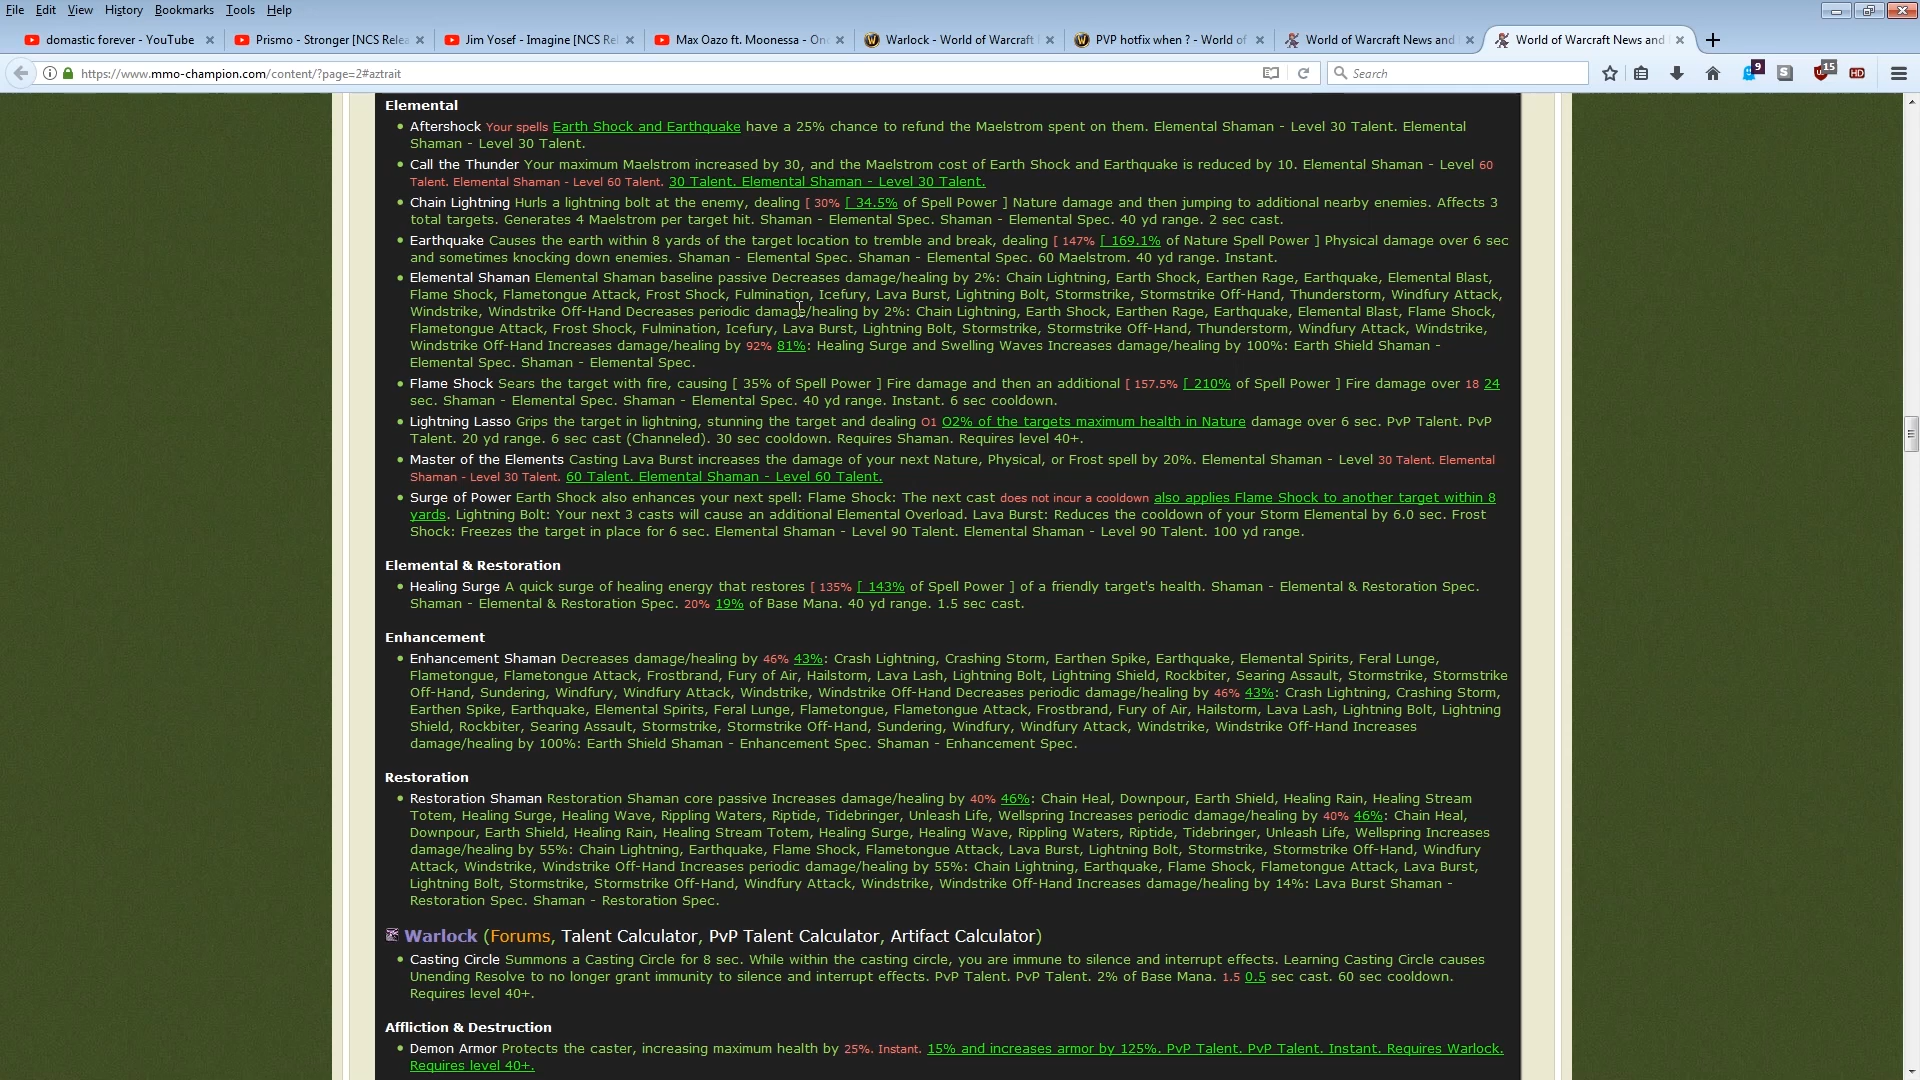 File Edit View History Bookmarks Tools Help
domastic forever - YouTube × Prismo - Stronger [NCS Rele × Jim Yosef - Imagine [NCS Rel × Max Oazo ft. Moonessa - On × Warlock - World of Warcraft × PVP hotfix when ? - World of × World of Warcraft News and × World of Warcraft News and ×
https://www.mmo-champion.com/content/?page=2#aztrait Search 9 S 15 HD
Elemental
• Aftershock Your spells Earth Shock and Earthquake have a 25% chance to refund the Maelstrom spent on them. Elemental Shaman - Level 30 Talent. Elemental
Shaman - Level 30 Talent.
• Call the Thunder Your maximum Maelstrom increased by 30, and the Maelstrom cost of Earth Shock and Earthquake is reduced by 10. Elemental Shaman - Level 60
Talent. Elemental Shaman - Level 60 Talent. 30 Talent. Elemental Shaman - Level 30 Talent.
• Chain Lightning Hurls a lightning bolt at the enemy, dealing [ 30% [ 34.5% of Spell Power ] Nature damage and then jumping to additional nearby enemies. Affects 3
total targets. Generates 4 Maelstrom per target hit. Shaman - Elemental Spec. Shaman - Elemental Spec. 40 yd range. 2 sec cast.
• Earthquake Causes the earth within 8 yards of the target location to tremble and break, dealing [ 147% [ 169.1% of Nature Spell Power ] Physical damage over 6 sec
and sometimes knocking down enemies. Shaman - Elemental Spec. Shaman - Elemental Spec. 60 Maelstrom. 40 yd range. Instant.
• Elemental Shaman Elemental Shaman baseline passive Decreases damage/healing by 2%: Chain Lightning, Earth Shock, Earthen Rage, Earthquake, Elemental Blast,
Flame Shock, Flametongue Attack, Frost Shock, Fulmination, Icefury, Lava Burst, Lightning Bolt, Stormstrike, Stormstrike Off-Hand, Thunderstorm, Windfury Attack,
Windstrike, Windstrike Off-Hand Decreases periodic damage/healing by 2%: Chain Lightning, Earth Shock, Earthen Rage, Earthquake, Elemental Blast, Flame Shock,
Flametongue Attack, Frost Shock, Fulmination, Icefury, Lava Burst, Lightning Bolt, Stormstrike, Stormstrike Off-Hand, Thunderstorm, Windfury Attack, Windstrike,
Windstrike Off-Hand Increases damage/healing by 92% 81%: Healing Surge and Swelling Waves Increases damage/healing by 100%: Earth Shield Shaman -
Elemental Spec. Shaman - Elemental Spec.
• Flame Shock Sears the target with fire, causing [ 35% of Spell Power ] Fire damage and then an additional [ 157.5% [ 210% of Spell Power ] Fire damage over 18 24
sec. Shaman - Elemental Spec. Shaman - Elemental Spec. 40 yd range. Instant. 6 sec cooldown.
• Lightning Lasso Grips the target in lightning, stunning the target and dealing O1 O2% of the targets maximum health in Nature damage over 6 sec. PvP Talent. PvP
Talent. 20 yd range. 6 sec cast (Channeled). 30 sec cooldown. Requires Shaman. Requires level 40+.
• Master of the Elements Casting Lava Burst increases the damage of your next Nature, Physical, or Frost spell by 20%. Elemental Shaman - Level 30 Talent. Elemental
Shaman - Level 30 Talent. 60 Talent. Elemental Shaman - Level 60 Talent.
• Surge of Power Earth Shock also enhances your next spell: Flame Shock: The next cast does not incur a cooldown also applies Flame Shock to another target within 8
yards. Lightning Bolt: Your next 3 casts will cause an additional Elemental Overload. Lava Burst: Reduces the cooldown of your Storm Elemental by 6.0 sec. Frost
Shock: Freezes the target in place for 6 sec. Elemental Shaman - Level 90 Talent. Elemental Shaman - Level 90 Talent. 100 yd range.
Elemental & Restoration
• Healing Surge A quick surge of healing energy that restores [ 135% [ 143% of Spell Power ] of a friendly target's health. Shaman - Elemental & Restoration Spec.
Shaman - Elemental & Restoration Spec. 20% 19% of Base Mana. 40 yd range. 1.5 sec cast.
Enhancement
• Enhancement Shaman Decreases damage/healing by 46% 43%: Crash Lightning, Crashing Storm, Earthen Spike, Earthquake, Elemental Spirits, Feral Lunge,
Flametongue, Flametongue Attack, Frostbrand, Fury of Air, Hailstorm, Lava Lash, Lightning Bolt, Lightning Shield, Rockbiter, Searing Assault, Stormstrike, Stormstrike
Off-Hand, Sundering, Windfury, Windfury Attack, Windstrike, Windstrike Off-Hand Decreases periodic damage/healing by 46% 43%: Crash Lightning, Crashing Storm,
Earthen Spike, Earthquake, Elemental Spirits, Feral Lunge, Flametongue, Flametongue Attack, Frostbrand, Fury of Air, Hailstorm, Lava Lash, Lightning Bolt, Lightning
Shield, Rockbiter, Searing Assault, Stormstrike, Stormstrike Off-Hand, Sundering, Windfury, Windfury Attack, Windstrike, Windstrike Off-Hand Increases
damage/healing by 100%: Earth Shield Shaman - Enhancement Spec. Shaman - Enhancement Spec.
Restoration
• Restoration Shaman Restoration Shaman core passive Increases damage/healing by 40% 46%: Chain Heal, Downpour, Earth Shield, Healing Rain, Healing Stream
Totem, Healing Surge, Healing Wave, Rippling Waters, Riptide, Tidebringer, Unleash Life, Wellspring Increases periodic damage/healing by 40% 46%: Chain Heal,
Downpour, Earth Shield, Healing Rain, Healing Stream Totem, Healing Surge, Healing Wave, Rippling Waters, Riptide, Tidebringer, Unleash Life, Wellspring Increases
damage/healing by 55%: Chain Lightning, Earthquake, Flame Shock, Flametongue Attack, Lava Burst, Lightning Bolt, Stormstrike, Stormstrike Off-Hand, Windfury
Attack, Windstrike, Windstrike Off-Hand Increases periodic damage/healing by 55%: Chain Lightning, Earthquake, Flame Shock, Flametongue Attack, Lava Burst,
Lightning Bolt, Stormstrike, Stormstrike Off-Hand, Windfury Attack, Windstrike, Windstrike Off-Hand Increases damage/healing by 14%: Lava Burst Shaman -
Restoration Spec. Shaman - Restoration Spec.
Warlock (Forums, Talent Calculator, PvP Talent Calculator, Artifact Calculator)
• Casting Circle Summons a Casting Circle for 8 sec. While within the casting circle, you are immune to silence and interrupt effects. Learning Casting Circle causes
Unending Resolve to no longer grant immunity to silence and interrupt effects. PvP Talent. PvP Talent. 2% of Base Mana. 1.5 0.5 sec cast. 60 sec cooldown.
Requires level 40+.
Affliction & Destruction
• Demon Armor Protects the caster, increasing maximum health by 25%. Instant. 15% and increases armor by 125%. PvP Talent. PvP Talent. Instant. Requires Warlock.
Requires level 40+.